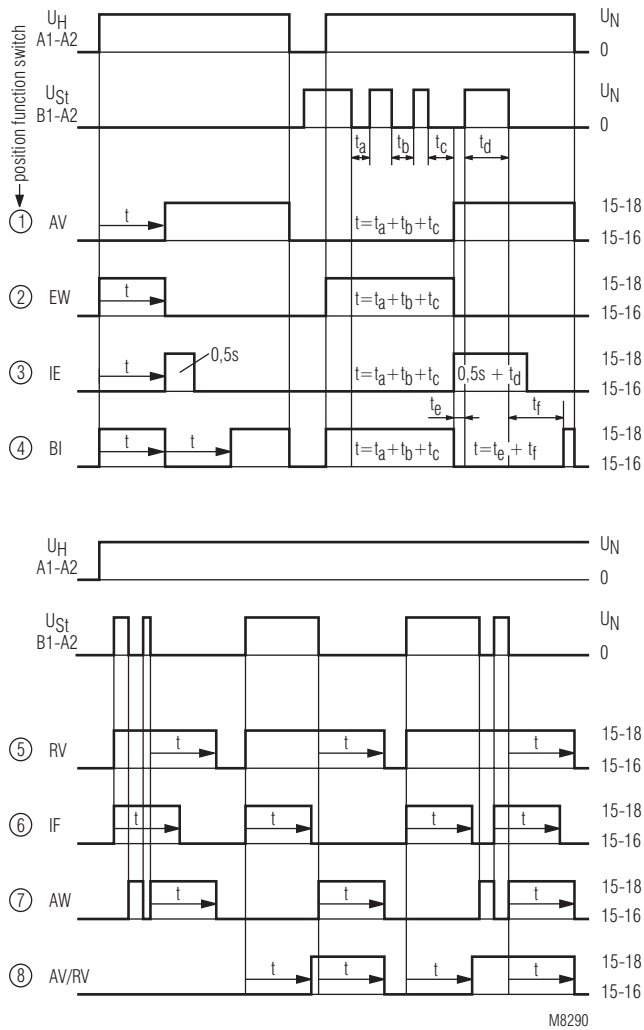 U_H U_N
A1-A2 0
U_St U_N
B1-A2 0
position function switch
t_a t_b t_c t_d
① AV t t=t_a+t_b+t_c 15-18
15-16
② EW t t=t_a+t_b+t_c 15-18
15-16
③ IE t 0,5s t=t_a+t_b+t_c 0,5s + t_d 15-18
15-16
t_e t_f
④ BI t t t=t_a+t_b+t_c t=t_e + t_f 15-18
15-16
U_H U_N
A1-A2 0
U_St U_N
B1-A2 0
⑤ RV t t t 15-18
15-16
⑥ IF t t t t 15-18
15-16
⑦ AW t t t 15-18
15-16
⑧ AV/RV t t t t 15-18
15-16
M8290